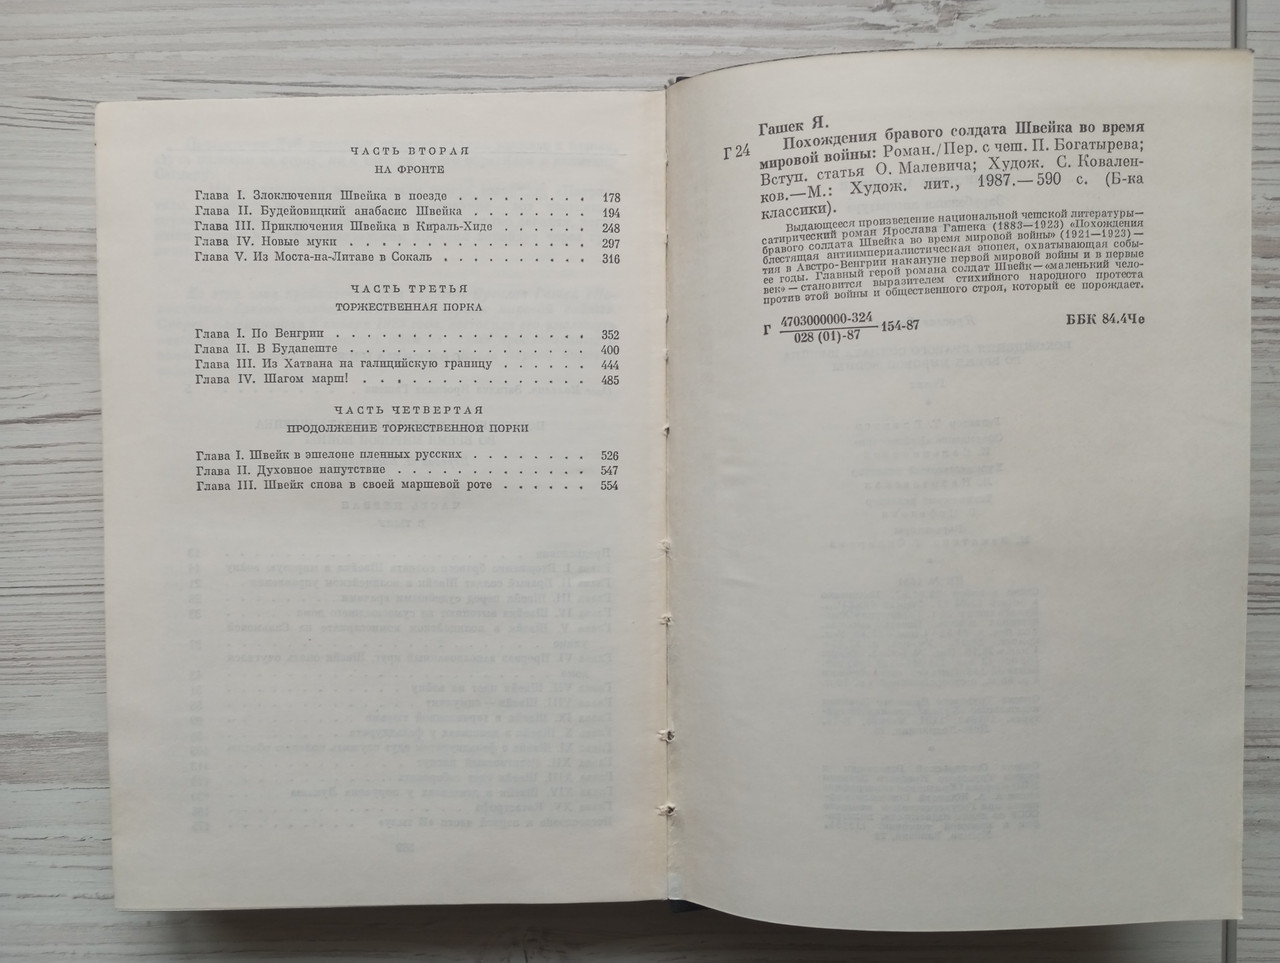 ЧАСТЬ ВТОРАЯ
НА ФРОНТЕ
Глава I. Злоключения Швейка в поезде . . . . . . . . . 178
Глава II. Будейовицкий анабасис Швейка . . . . . . . . 194
Глава III. Приключения Швейка в Кираль-Хиде . . . . . . 248
Глава IV. Новые муки . . . . . . . . . . . . . . . . 297
Глава V. Из Моста-на-Литаве в Сокаль . . . . . . . . . . 316
ЧАСТЬ ТРЕТЬЯ
ТОРЖЕСТВЕННАЯ ПОРКА
Глава I. По Венгрии . . . . . . . . . . . . . . . . . 352
Глава II. В Будапеште . . . . . . . . . . . . . . . . 400
Глава III. Из Хатвана на галицийскую границу . . . . . . 444
Глава IV. Шагом марш! . . . . . . . . . . . . . . . 485
ЧАСТЬ ЧЕТВЕРТАЯ
ПРОДОЛЖЕНИЕ ТОРЖЕСТВЕННОЙ ПОРКИ
Глава I. Швейк в эшелоне пленных русских . . . . . . . . 526
Глава II. Духовное напутствие . . . . . . . . . . . . . 547
Глава III. Швейк снова в своей маршевой роте . . . . . . 554
Гашек Я.
Г 24 Похождения бравого солдата Швейка во время
мировой войны: Роман./Пер. с чеш. П. Богатырева;
Вступ. статья О. Малевича; Худож. С. Ковален-
ков.—М.: Худож. лит., 1987.—590 с. (Б-ка
классики).
Выдающееся произведение национальной чешской литературы—
сатирический роман Ярослава Гашека (1883—1923) «Похождения
бравого солдата Швейка во время мировой войны» (1921—1923)—
блестящая антиимпериалистическая эпопея, охватывающая собы-
тия в Австро-Венгрии накануне первой мировой войны и в первые
ее годы. Главный герой романа солдат Швейк—«маленький чело-
век»—становится выразителем стихийного народного протеста
против этой войны и общественного строя, который ее порождает.
Г 4703000000-324 154-87 ББК 84.4Че
028 (01)-87